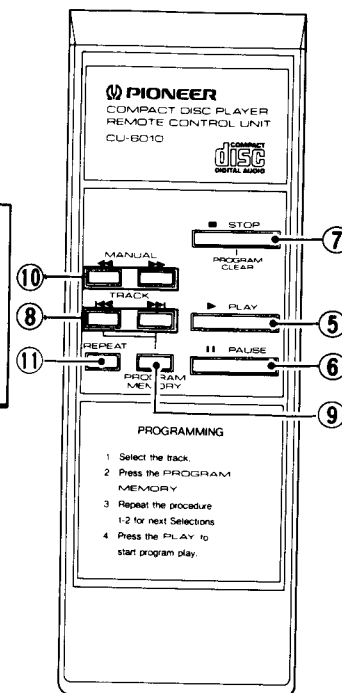 PIONEER
COMPACT DISC PLAYER
REMOTE CONTROL UNIT
CU-6010
COMPACT
disc
DIGITAL AUDIO
■ STOP
⑦
PROGRAM
CLEAR
MANUAL
◀◀ ▶▶
⑩
TRACK
|◀◀ ▶▶|
⑧
▶ PLAY
⑤
REPEAT
⑪
PROGRAM
MEMORY
⑨
❚❚ PAUSE
⑥
PROGRAMMING
1 Select the track.
2 Press the PROGRAM
MEMORY
3 Repeat the procedure
1-2 for next Selections
4 Press the PLAY to
start program play.